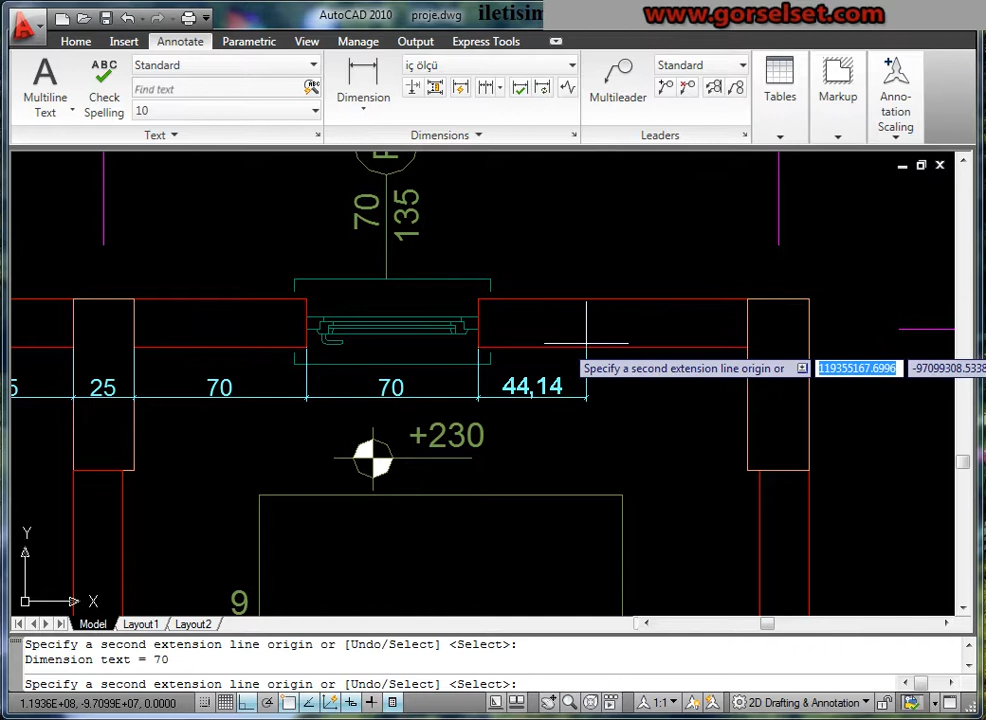 AutoCAD 2010 proje.dwg iletisim
www.gorselset.com
Home Insert Annotate Parametric View Manage Output Express Tools
Multiline Text
ABC
Check Spelling
Standard
Find text
10
Text
Dimension
iç ölçü
Dimensions
Multileader
Standard
Leaders
Tables
Markup
Annotation Scaling
70
135
25
70
70
44,14
Specify a second extension line origin or
119355167.6996
-97099308.5338
+230
9
Y
X
Model Layout1 Layout2
Specify a second extension line origin or [Undo/Select] <Select>:
Dimension text = 70
Specify a second extension line origin or [Undo/Select] <Select>:
1.1936E+08, -9.7099E+07, 0.0000
1:1
2D Drafting & Annotation